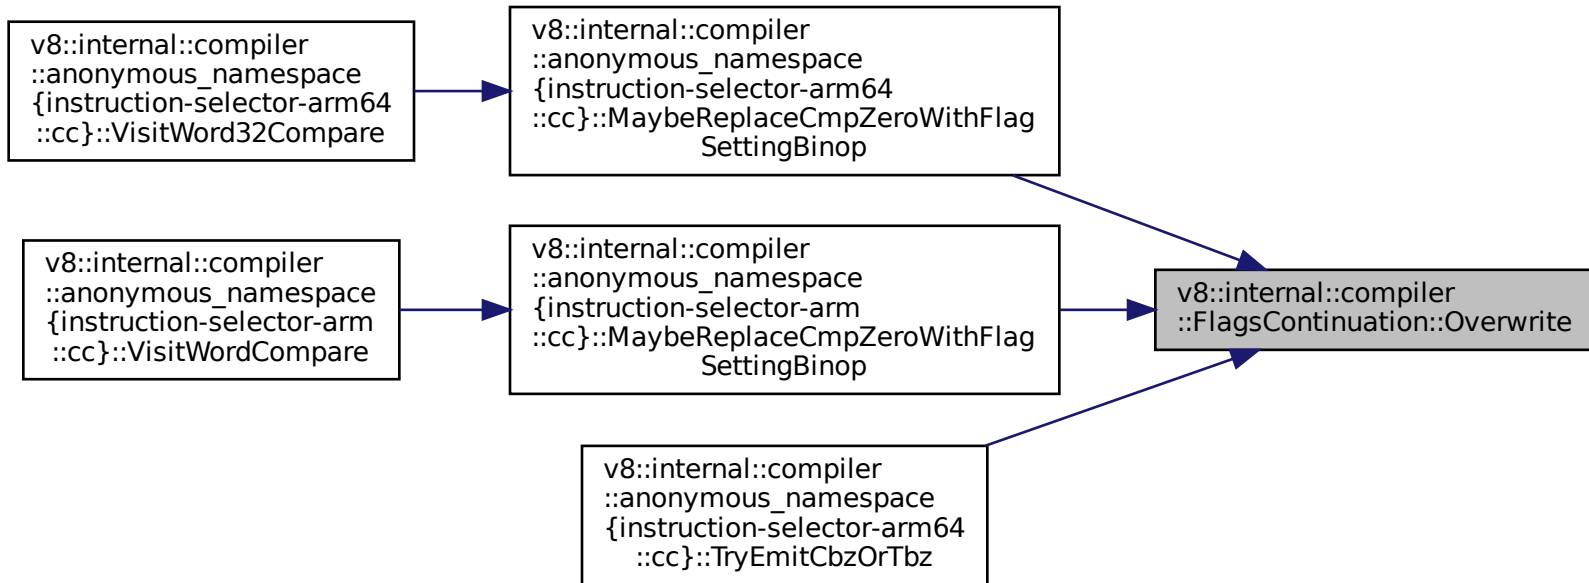 v8::internal::compiler
::anonymous_namespace
{instruction-selector-arm64
::cc}::VisitWord32Compare
v8::internal::compiler
::anonymous_namespace
{instruction-selector-arm64
::cc}::MaybeReplaceCmpZeroWithFlag
SettingBinop
v8::internal::compiler
::anonymous_namespace
{instruction-selector-arm
::cc}::VisitWordCompare
v8::internal::compiler
::anonymous_namespace
{instruction-selector-arm
::cc}::MaybeReplaceCmpZeroWithFlag
SettingBinop
v8::internal::compiler
::FlagsContinuation::Overwrite
v8::internal::compiler
::anonymous_namespace
{instruction-selector-arm64
::cc}::TryEmitCbzOrTbz